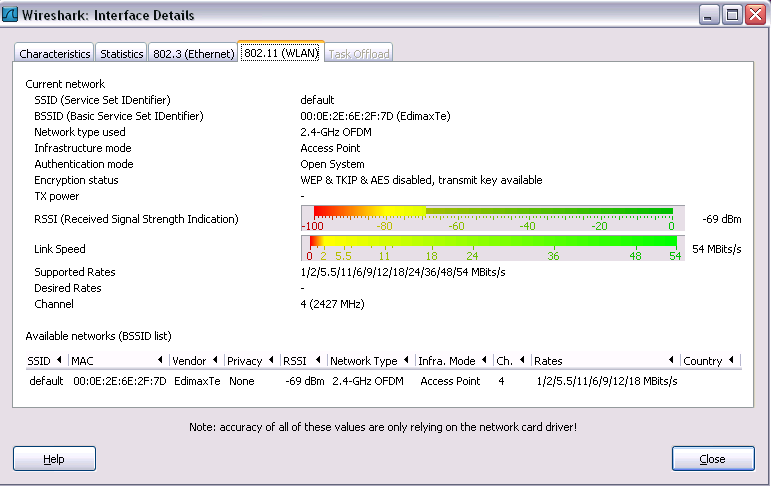 Wireshark: Interface Details
Characteristics Statistics 802.3 (Ethernet) 802.11 (WLAN) Task Offload
Current network
SSID (Service Set IDentifier) default
BSSID (Basic Service Set IDentifier) 00:0E:2E:6E:2F:7D (EdimaxTe)
Network type used 2.4-GHz OFDM
Infrastructure mode Access Point
Authentication mode Open System
Encryption status WEP & TKIP & AES disabled, transmit key available
TX power -
RSSI (Received Signal Strength Indication) -100 -80 -60 -40 -20 0 -69 dBm
Link Speed 0 2 5.5 11 18 24 36 48 54 54 MBits/s
Supported Rates 1/2/5.5/11/6/9/12/18/24/36/48/54 MBits/s
Desired Rates -
Channel 4 (2427 MHz)
Available networks (BSSID list)
SSID MAC Vendor Privacy RSSI Network Type Infra. Mode Ch. Rates Country
default 00:0E:2E:6E:2F:7D EdimaxTe None -69 dBm 2.4-GHz OFDM Access Point 4 1/2/5.5/11/6/9/12/18 MBits/s
Note: accuracy of all of these values are only relying on the network card driver!
Help Close